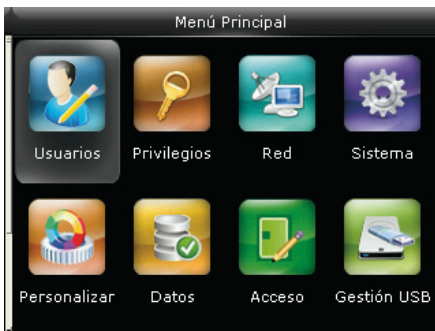 Menú Principal
Usuarios Privilegios Red Sistema
Personalizar Datos Acceso Gestión USB